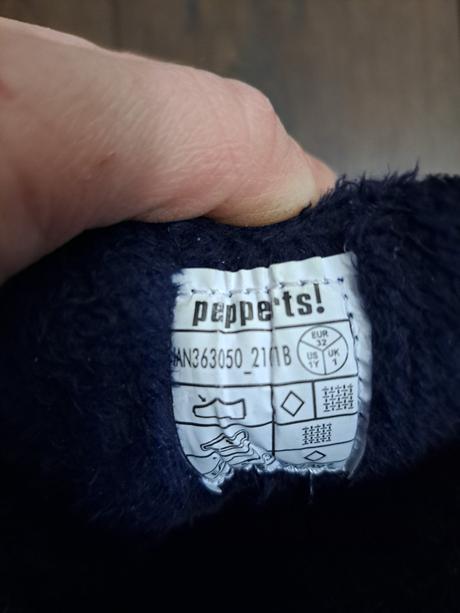 pepperts!
IAN363050_2101B
EUR
32
US
1Y
UK
1